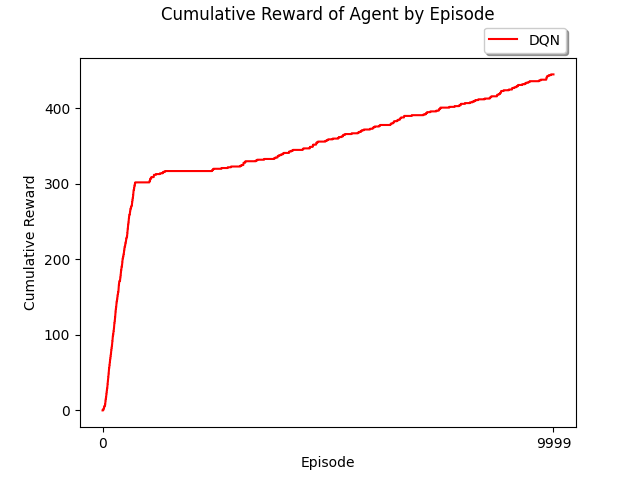 Cumulative Reward of Agent by Episode
DQN
400
300
200
100
0
Cumulative Reward
0
9999
Episode